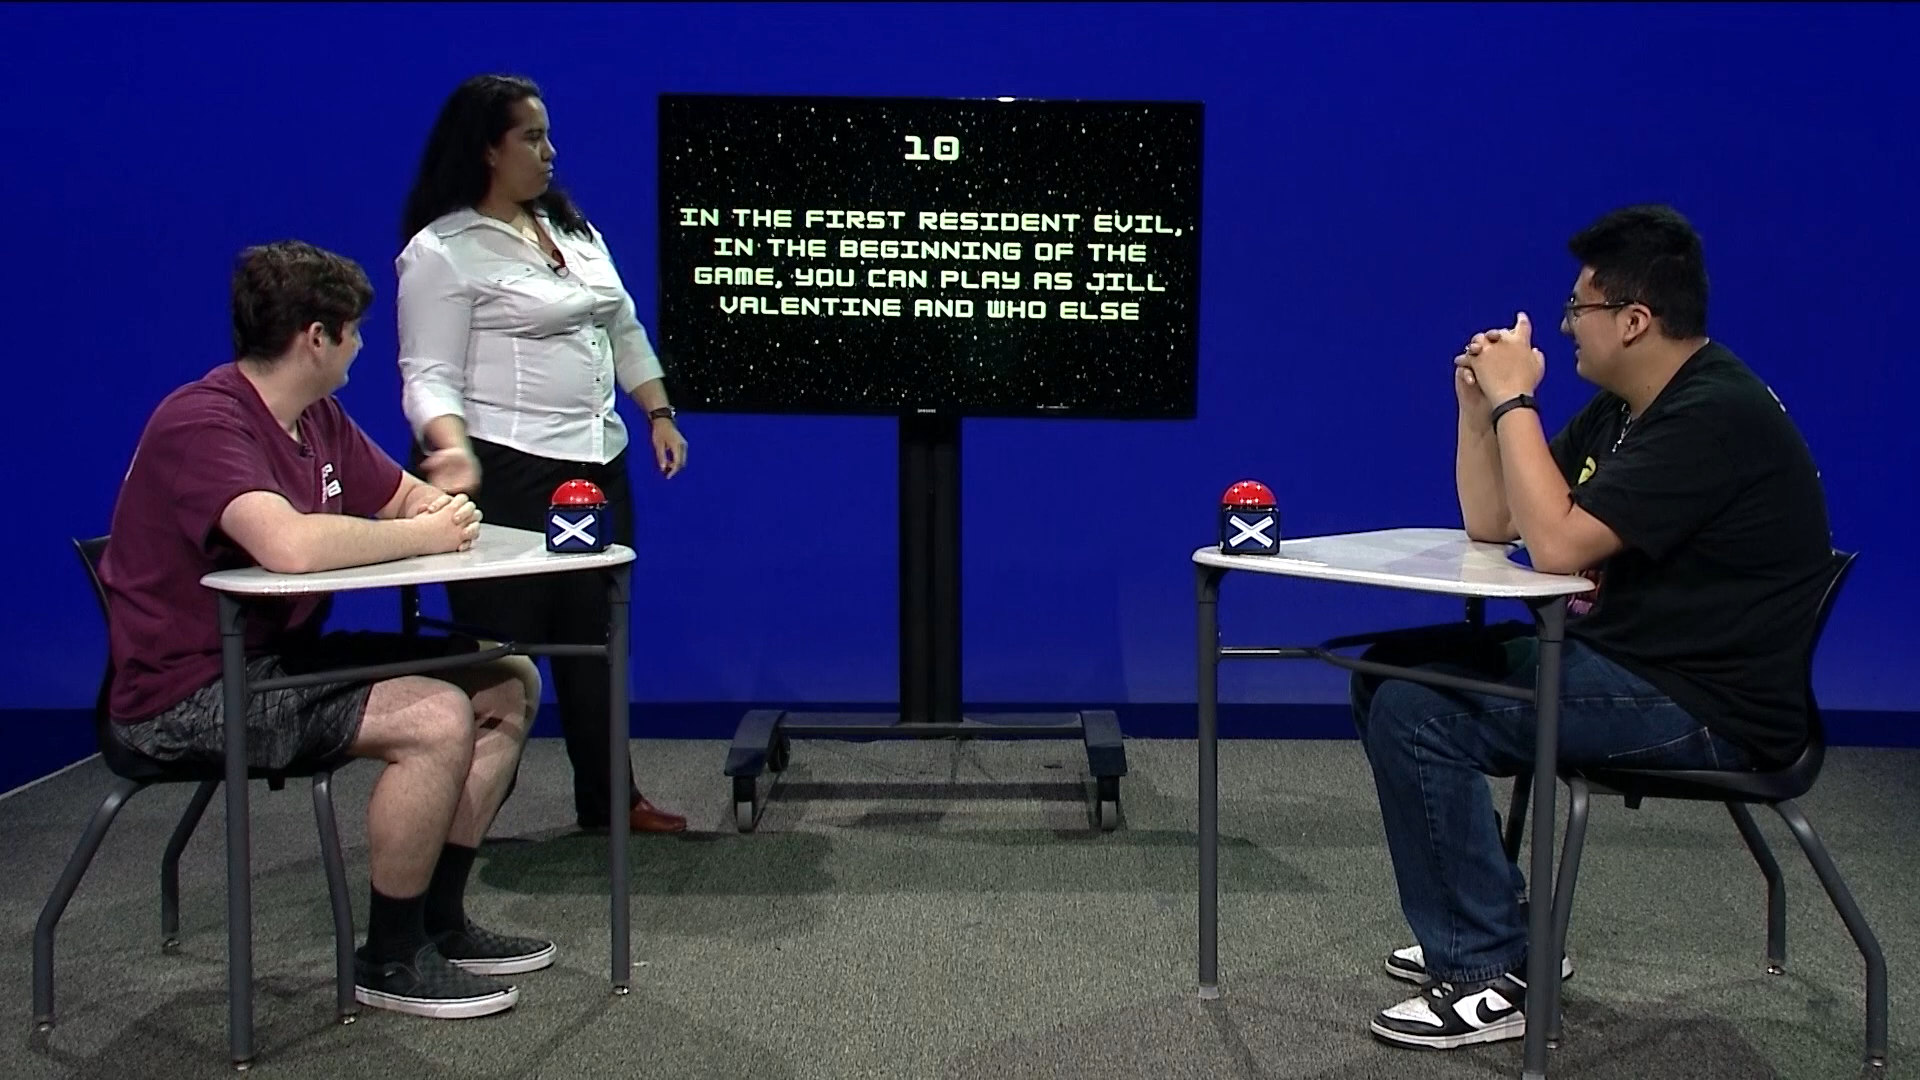 10
IN THE FIRST RESIDENT EVIL,
IN THE BEGINNING OF THE
GAME, YOU CAN PLAY AS JILL
VALENTINE AND WHO ELSE
SAMSUNG